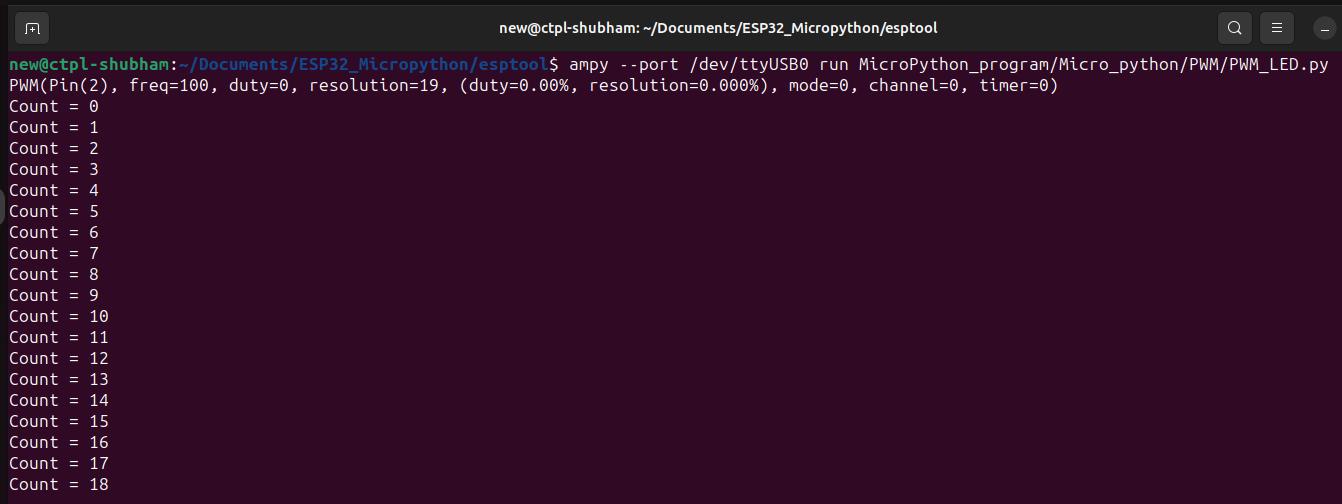 new@ctpl-shubham: ~/Documents/ESP32_Micropython/esptool
new@ctpl-shubham:~/Documents/ESP32_Micropython/esptool$ ampy --port /dev/ttyUSB0 run MicroPython_program/Micro_python/PWM/PWM_LED.py
PWM(Pin(2), freq=100, duty=0, resolution=19, (duty=0.00%, resolution=0.000%), mode=0, channel=0, timer=0)
Count = 0
Count = 1
Count = 2
Count = 3
Count = 4
Count = 5
Count = 6
Count = 7
Count = 8
Count = 9
Count = 10
Count = 11
Count = 12
Count = 13
Count = 14
Count = 15
Count = 16
Count = 17
Count = 18